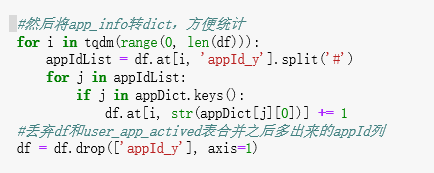 #然后将app_info转dict，方便统计
for i in tqdm(range(0, len(df))):
    appIdList = df.at[i, 'appId_y'].split('#')
    for j in appIdList:
        if j in appDict.keys():
            df.at[i, str(appDict[j][0])] += 1
#丢弃df和user_app_actived表合并之后多出来的appId列
df = df.drop(['appId_y'], axis=1)